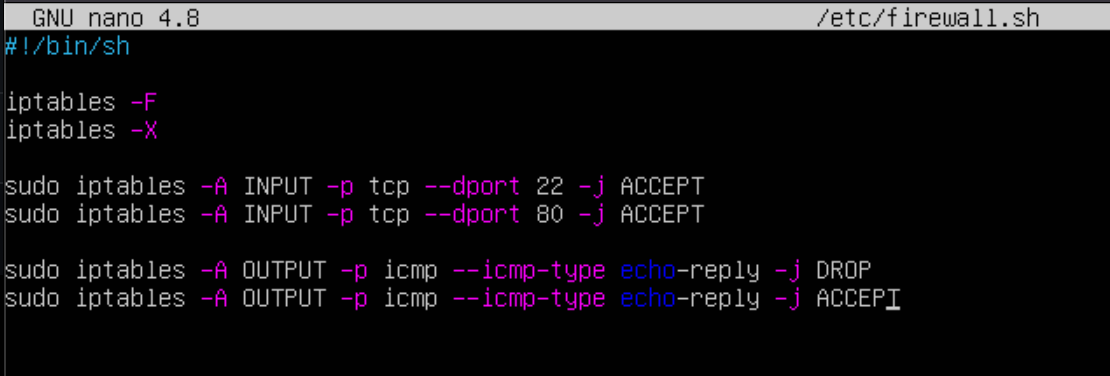 GNU nano 4.8 /etc/firewall.sh
#!/bin/sh
iptables -F
iptables -X
sudo iptables -A INPUT -p tcp --dport 22 -j ACCEPT
sudo iptables -A INPUT -p tcp --dport 80 -j ACCEPT
sudo iptables -A OUTPUT -p icmp --icmp-type echo-reply -j DROP
sudo iptables -A OUTPUT -p icmp --icmp-type echo-reply -j ACCEPT